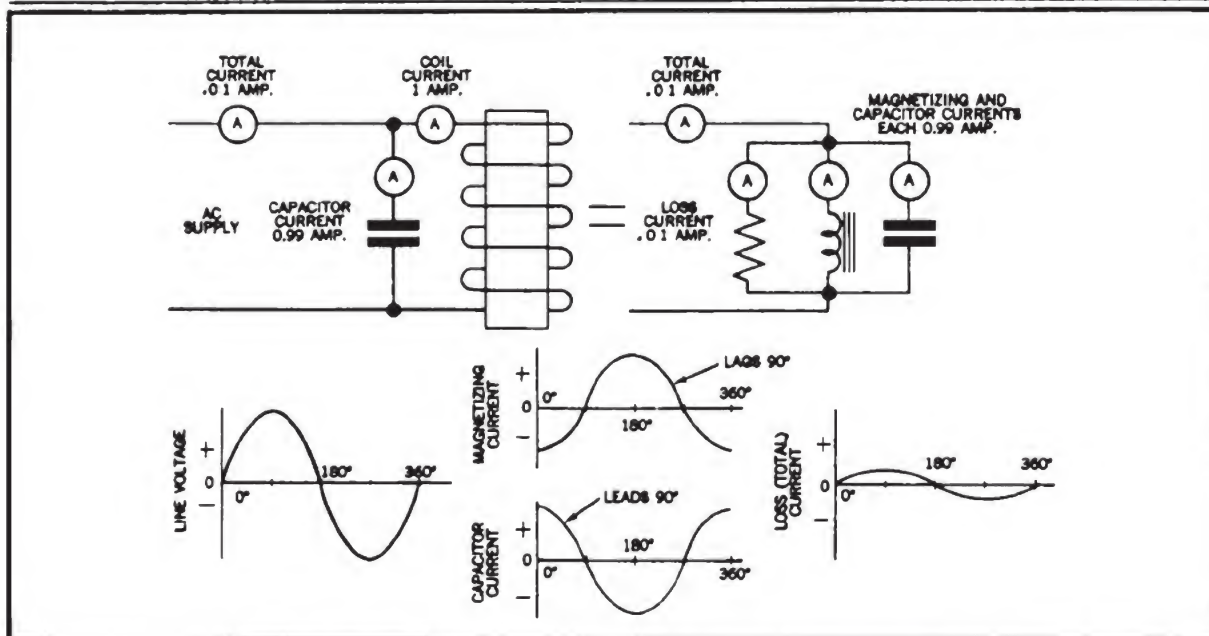 TOTAL
CURRENT
.01 AMP.
COIL
CURRENT
1 AMP.
TOTAL
CURRENT
.01 AMP.
MAGNETIZING AND
CAPACITOR CURRENTS
EACH 0.99 AMP.
A
A
A
A
A
A
A
AC
SUPPLY
CAPACITOR
CURRENT
0.99 AMP.
LOSS
CURRENT
.01 AMP.
LINE VOLTAGE
+
0
−
0°
180°
360°
MAGNETIZING
CURRENT
+
0
−
0°
180°
360°
LAGS 90°
CAPACITOR
CURRENT
+
0
−
0°
180°
360°
LEADS 90°
LOSS (TOTAL)
CURRENT
+
0
−
0°
180°
360°